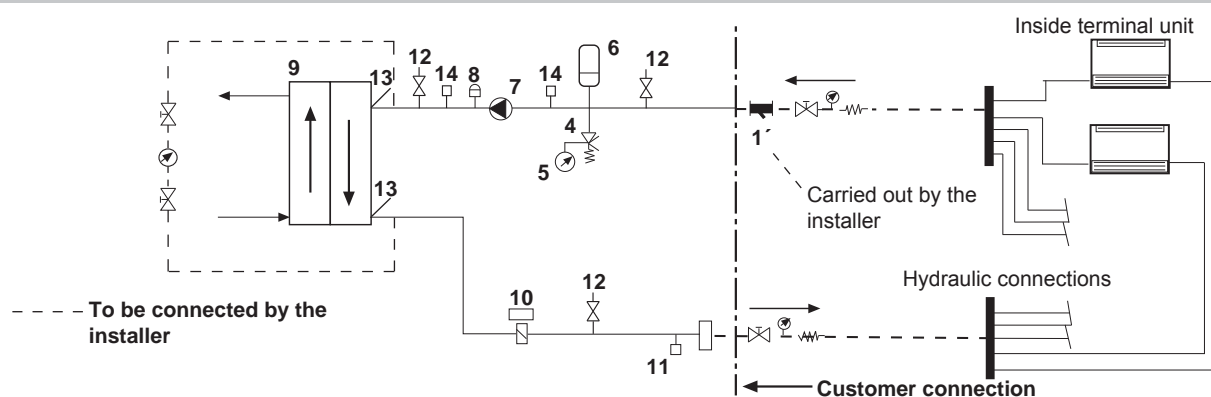 Inside terminal unit
12
6
12
9
13
14
8
7
14
4
5
1´
Carried out by the
installer
13
Hydraulic connections
To be connected by the
installer
10
12
11
Customer connection